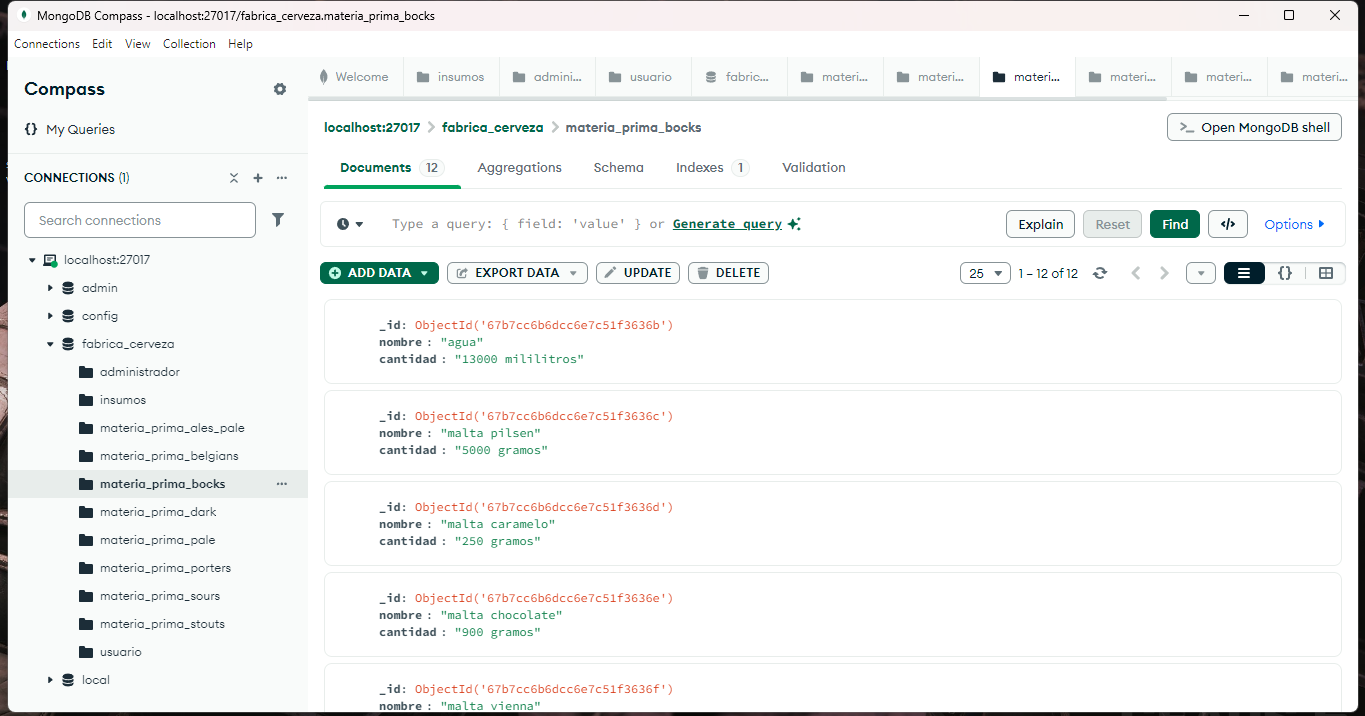 MongoDB Compass - localhost:27017/fabrica_cerveza.materia_prima_bocks
Connections Edit View Collection Help
Compass
{} My Queries
CONNECTIONS (1)
Search connections
localhost:27017
admin
config
fabrica_cerveza
administrador
insumos
materia_prima_ales_pale
materia_prima_belgians
materia_prima_bocks
materia_prima_dark
materia_prima_pale
materia_prima_porters
materia_prima_sours
materia_prima_stouts
usuario
local
Welcome insumos admini... usuario fabric... materi... materi... materi... materi... materi... materi...
localhost:27017 > fabrica_cerveza > materia_prima_bocks
>_ Open MongoDB shell
Documents 12 Aggregations Schema Indexes 1 Validation
Type a query: { field: 'value' } or Generate query
Explain Reset Find </> Options
ADD DATA EXPORT DATA UPDATE DELETE
25 1 – 12 of 12 {}
_id: ObjectId('67b7cc6b6dcc6e7c51f3636b')
nombre : "agua"
cantidad : "13000 mililitros"
_id: ObjectId('67b7cc6b6dcc6e7c51f3636c')
nombre : "malta pilsen"
cantidad : "5000 gramos"
_id: ObjectId('67b7cc6b6dcc6e7c51f3636d')
nombre : "malta caramelo"
cantidad : "250 gramos"
_id: ObjectId('67b7cc6b6dcc6e7c51f3636e')
nombre : "malta chocolate"
cantidad : "900 gramos"
_id: ObjectId('67b7cc6b6dcc6e7c51f3636f')
nombre : "malta vienna"